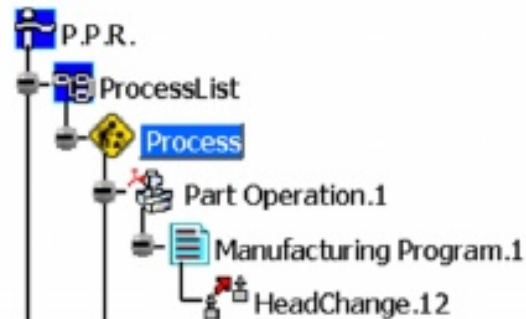 P.P.R.
ProcessList
Process
Part Operation.1
Manufacturing Program.1
HeadChange.12